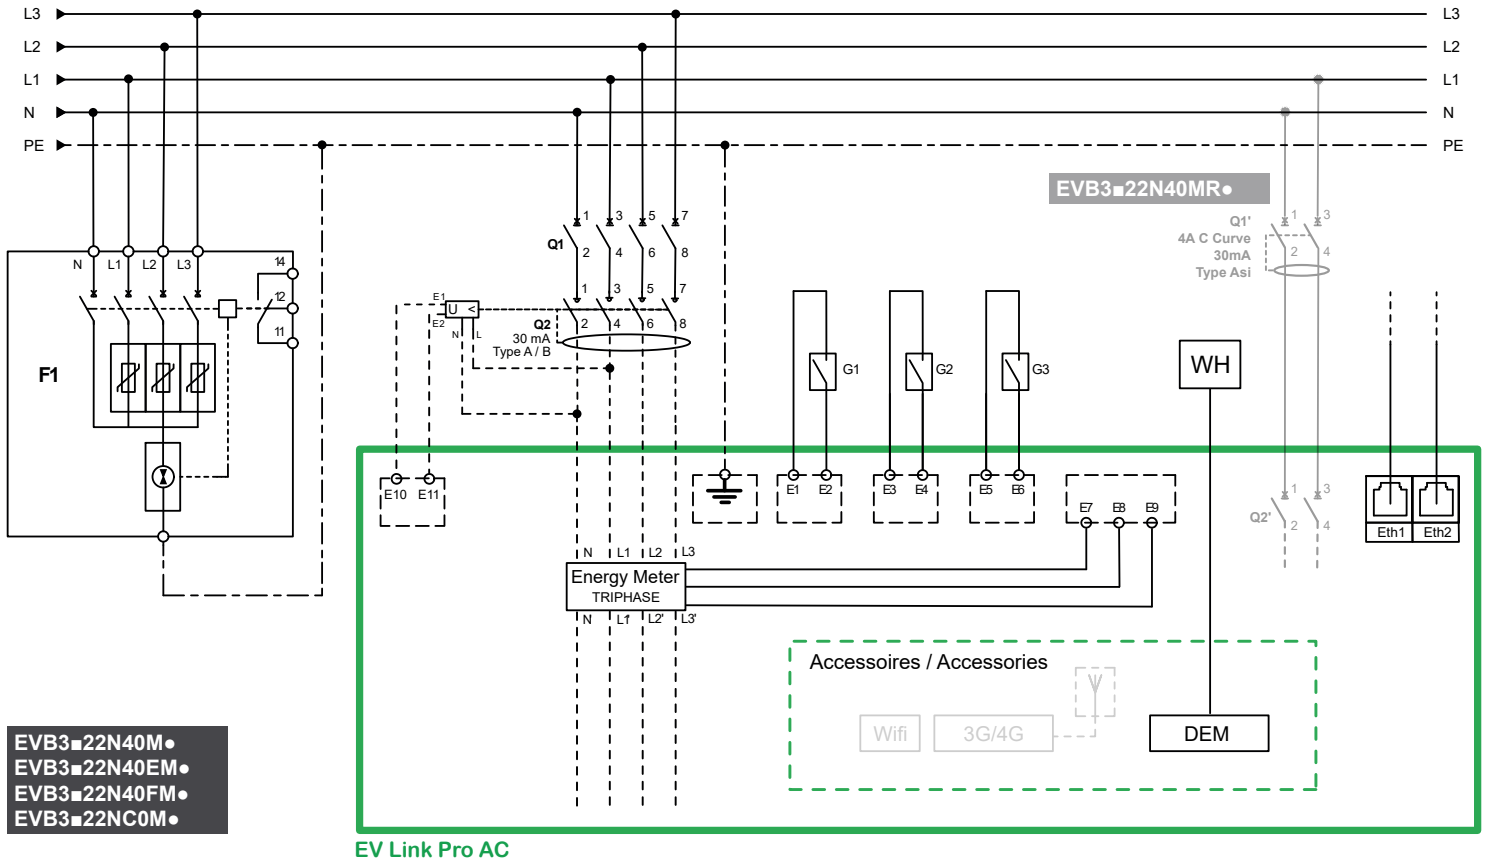 L3 L3
L2 L2
L1 L1
N N
PE PE
EVB3■22N40MR●
1 3 5 7
Q1
2 4 6 8
Q1' 1 3
4A C Curve
30mA 2 4
Type Asi
N L1 L2 L3 14
12
11
F1
E1
E2
U <
N L
1 3 5 7
Q2 2 4 6 8
30 mA
Type A / B
G1 G2 G3
WH
E10 E11
E1 E2 E3 E4 E5 E6
E7 E8 E9
1 3
Q2'
2 4
Eth1 Eth2
N L1 L2 L3
Energy Meter
TRIPHASE
N L1' L2' L3'
Accessoires / Accessories
Wifi 3G/4G DEM
EVB3■22N40M●
EVB3■22N40EM●
EVB3■22N40FM●
EVB3■22NC0M●
EV Link Pro AC